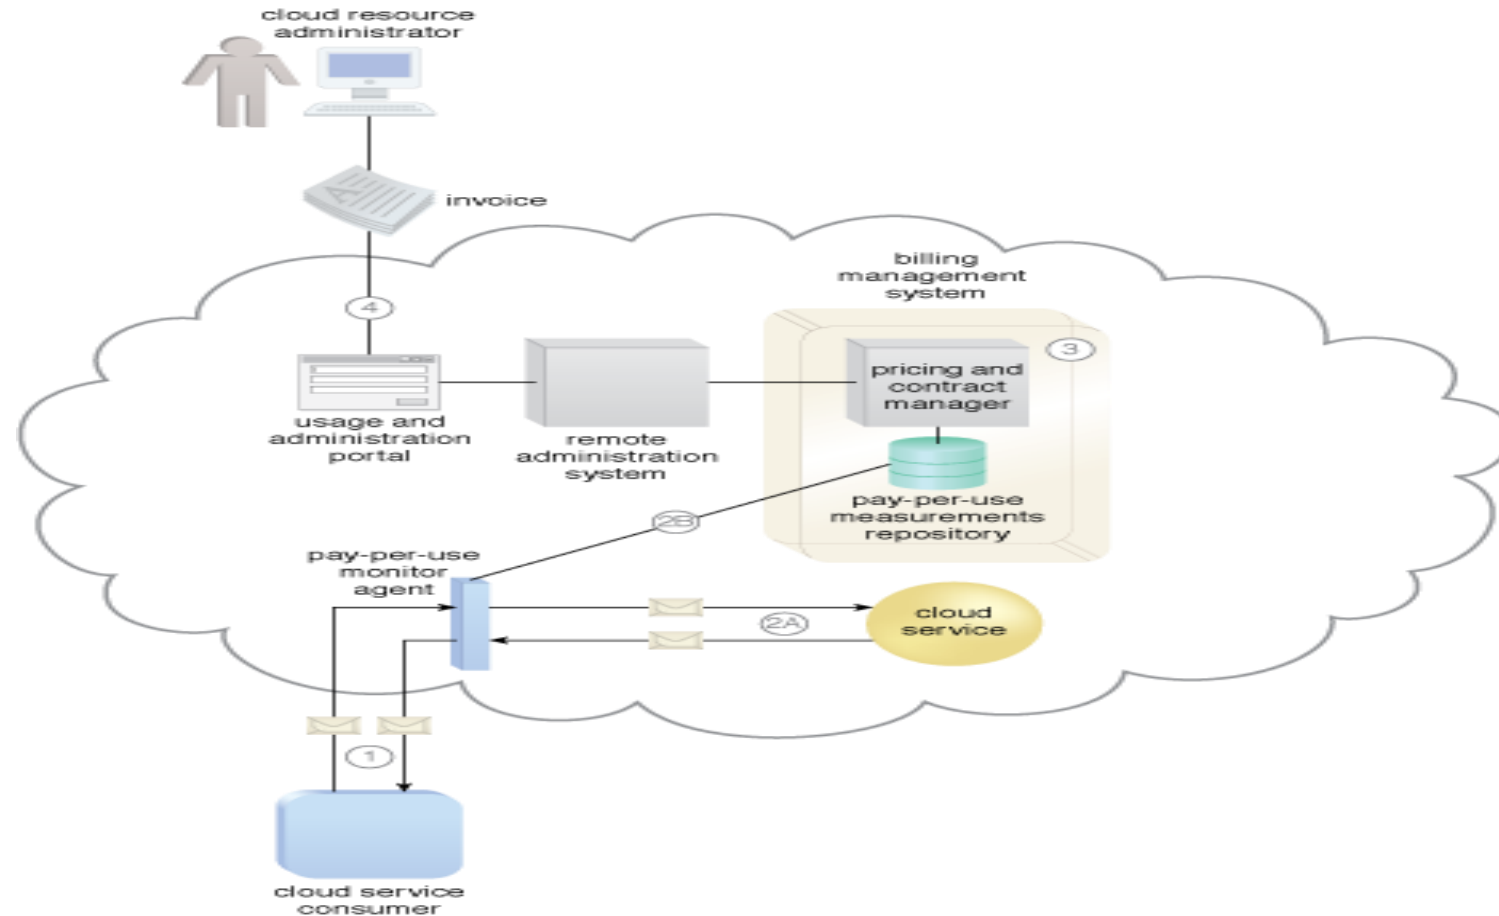 cloud resource
administrator
invoice
billing
management
system
4
3
pricing and
contract
manager
usage and
administration
portal
remote
administration
system
pay-per-use
measurements
repository
2B
pay-per-use
monitor
agent
cloud
service
2A
1
cloud service
consumer